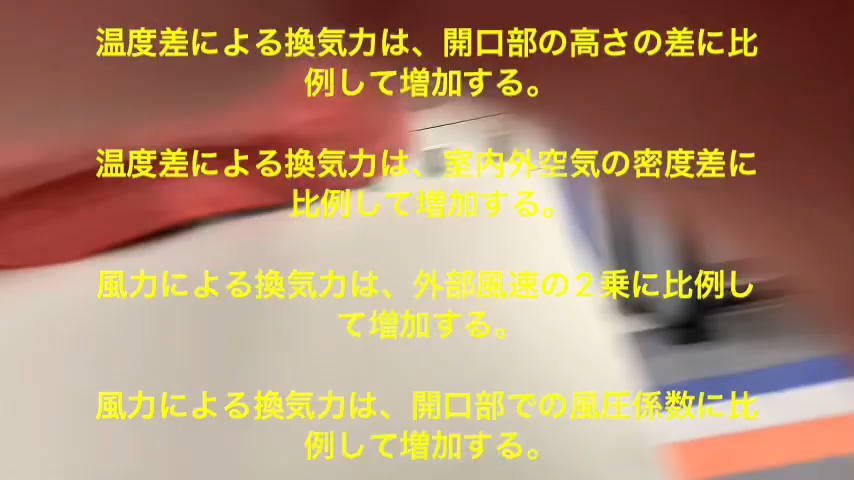 温度差による換気力は、開口部の高さの差に比
例して増加する。
温度差による換気力は、室内外空気の密度差に
比例して増加する。
風力による換気力は、外部風速の２乗に比例し
て増加する。
風力による換気力は、開口部での風圧係数に比
例して増加する。